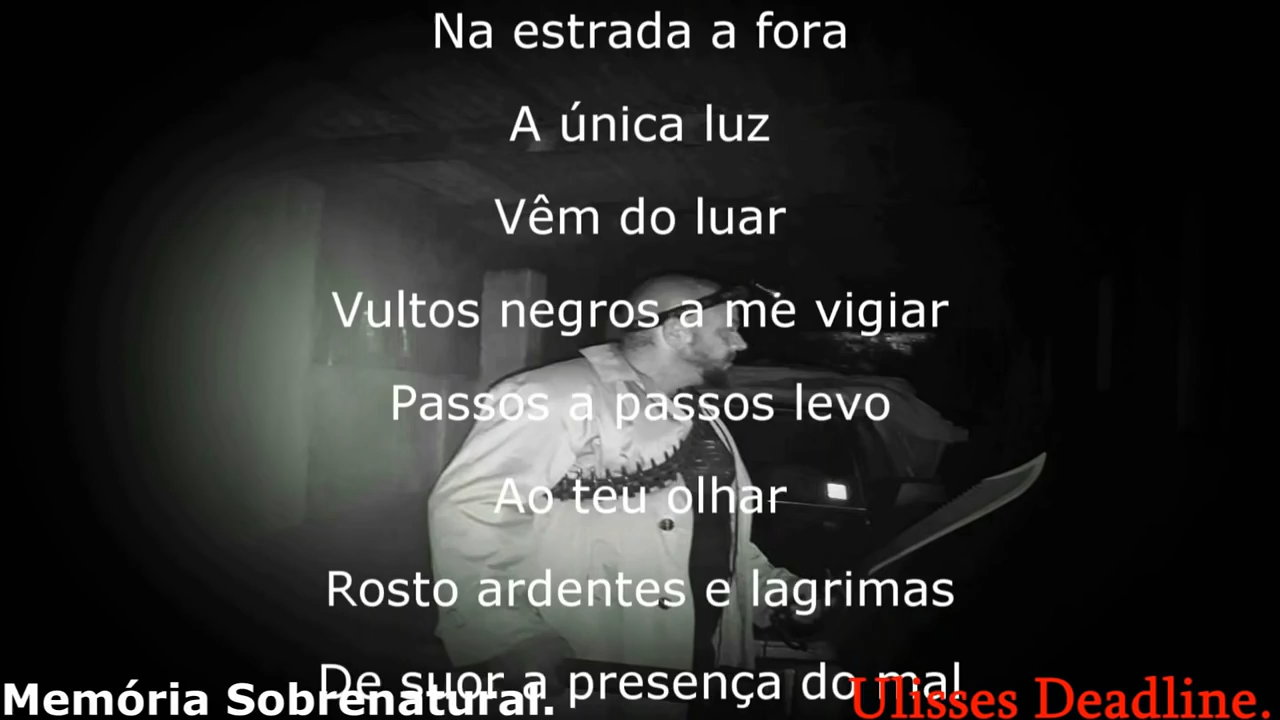 Na estrada a fora
A única luz
Vêm do luar
Vultos negros a me vigiar
Passos a passos levo
Ao teu olhar
Rosto ardentes e lagrimas
De suor a presença do mal
Memória Sobrenatural.
Ulisses Deadline.